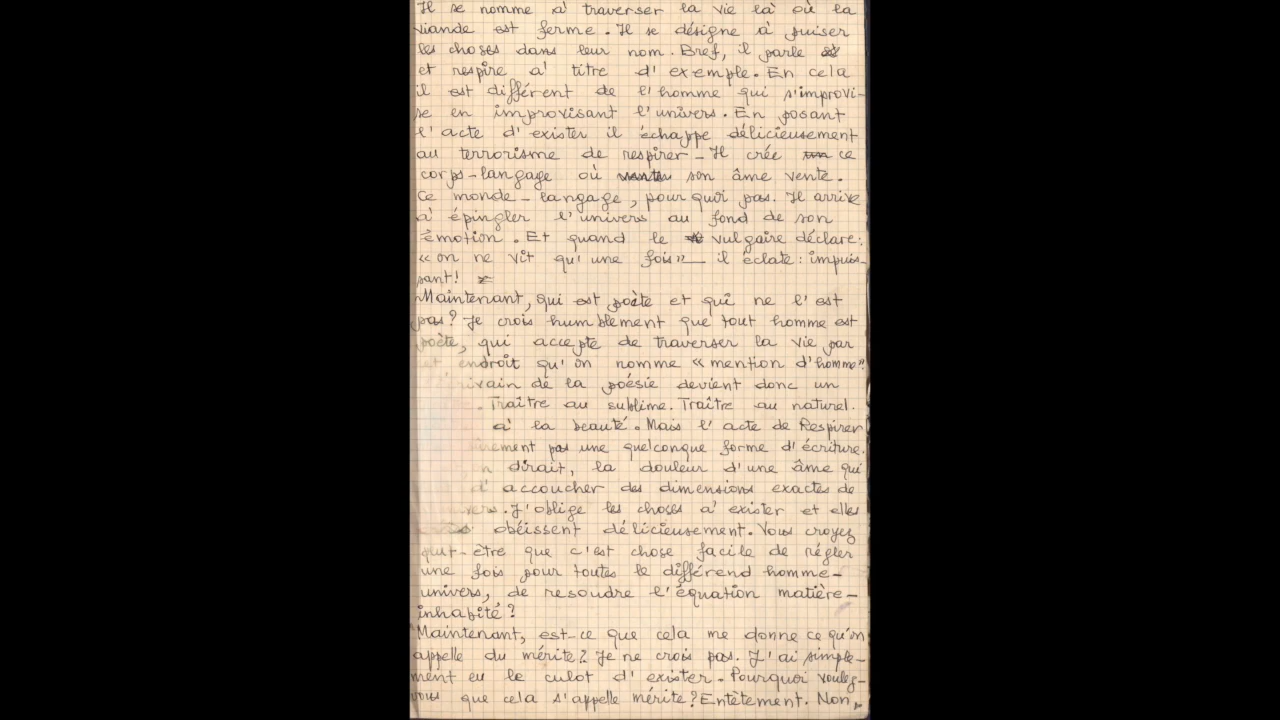 Il se nomme à traverser la vie là où la
viande est ferme. Il se désigne à puiser
les choses dans leur nom. Bref, il parle
et respire à titre d'exemple. En cela
il est différent de l'homme qui s'improvi-
se en improvisant l'univers. En posant
l'acte d'exister il échappe délicieusement
au terrorisme de respirer _ Il crée ce
corps-langage où son âme vente.
Ce monde-langage, pourquoi pas. Il arrive
à épingler l'univers au fond de son
émotion. Et quand le vulgaire déclare:
«on ne vit qu'une fois» _ il éclate: impuis-
sant!
Maintenant, qui est poète et qui ne l'est
pas? Je crois humblement que tout homme est
poète, qui accepte de traverser la vie par
endroit qu'on nomme «mention d'homme».
de la poésie devient donc un
. Traître au sublime. Traître au naturel.
à la beauté. Mais l'acte de Respirer
pas une quelconque forme d'écriture.
dirait, la douleur d'une âme qui
d'accoucher des dimensions exactes de
. J'oblige les choses à exister et elles
obéissent délicieusement. Vous croyez
peut-être que c'est chose facile de régler
une fois pour toutes le différend homme-
univers, de resoudre l'équation matière-
inhabité?
Maintenant, est-ce que cela me donne ce qu'on
appelle du mérite? Je ne crois pas. J'ai simple-
ment eu le culot d'exister. Pourquoi voulez-
vous que cela s'appelle mérite? Entètement. Non,